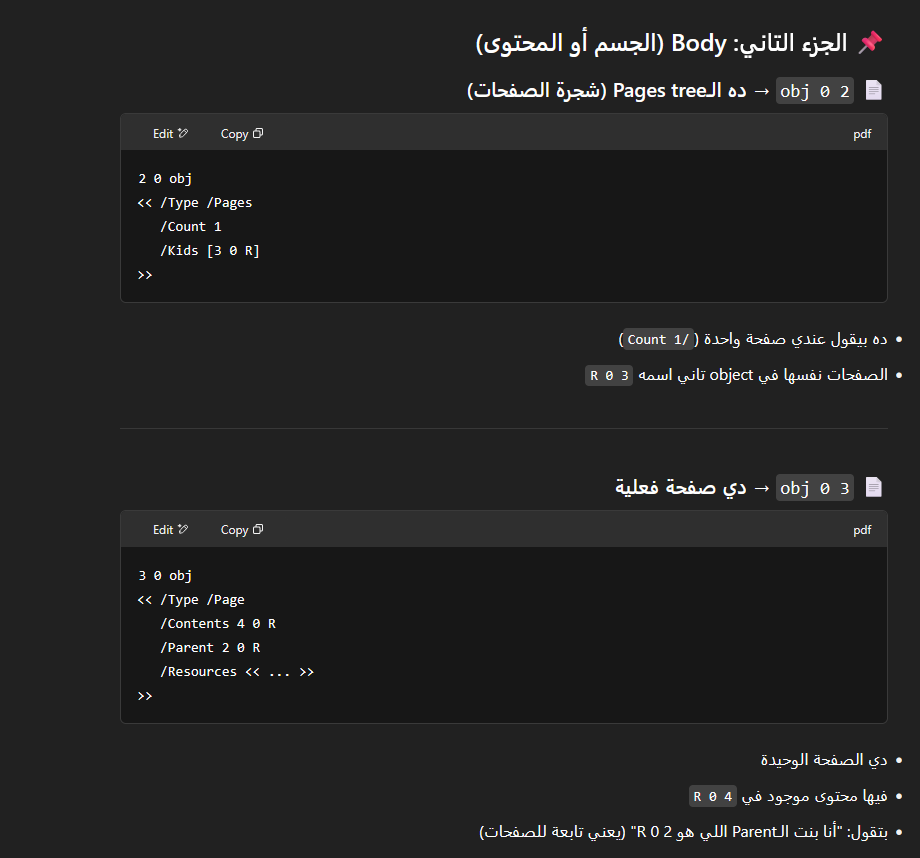 📌 الجزء التاني: Body (الجسم أو المحتوى)
📄 2 0 obj → ده الـPages tree (شجرة الصفحات)
pdf Copy Edit
2 0 obj
<< /Type /Pages
/Count 1
/Kids [3 0 R]
>>
• ده بيقول عندي صفحة واحدة (/Count 1)
• الصفحات نفسها في object تاني اسمه 3 0 R
📄 3 0 obj → دي صفحة فعلية
pdf Copy Edit
3 0 obj
<< /Type /Page
/Contents 4 0 R
/Parent 2 0 R
/Resources << ... >>
>>
• دي الصفحة الوحيدة
• فيها محتوى موجود في 4 0 R
• بتقول: "أنا بنت الـParent اللي هو 2 0 R" (يعني تابعة للصفحات)